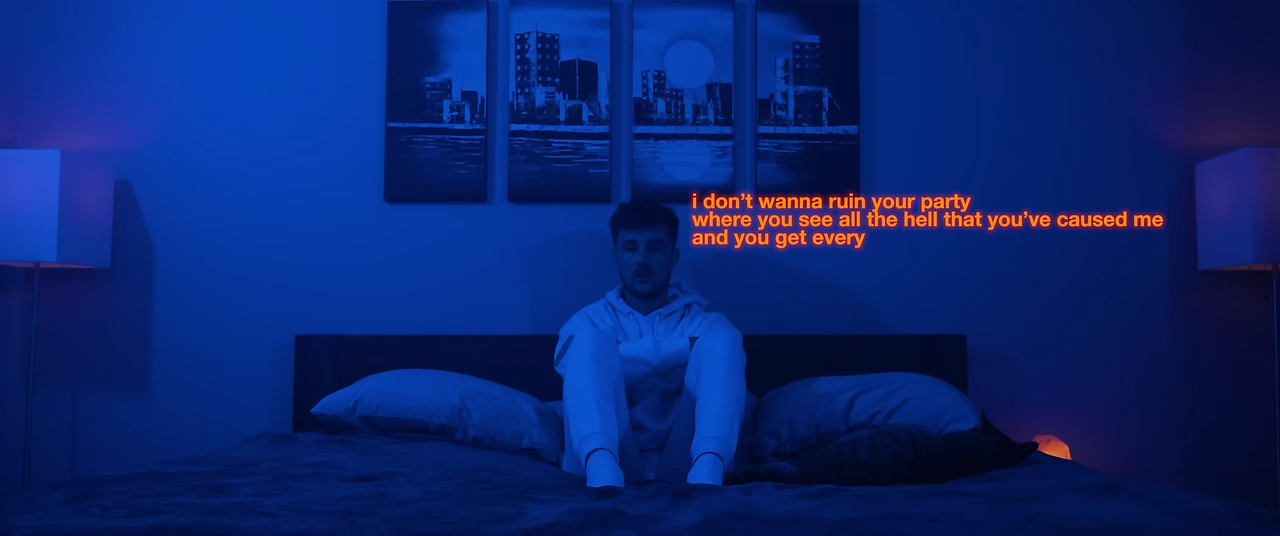 i don’t wanna ruin your party
where you see all the hell that you’ve caused me
and you get every